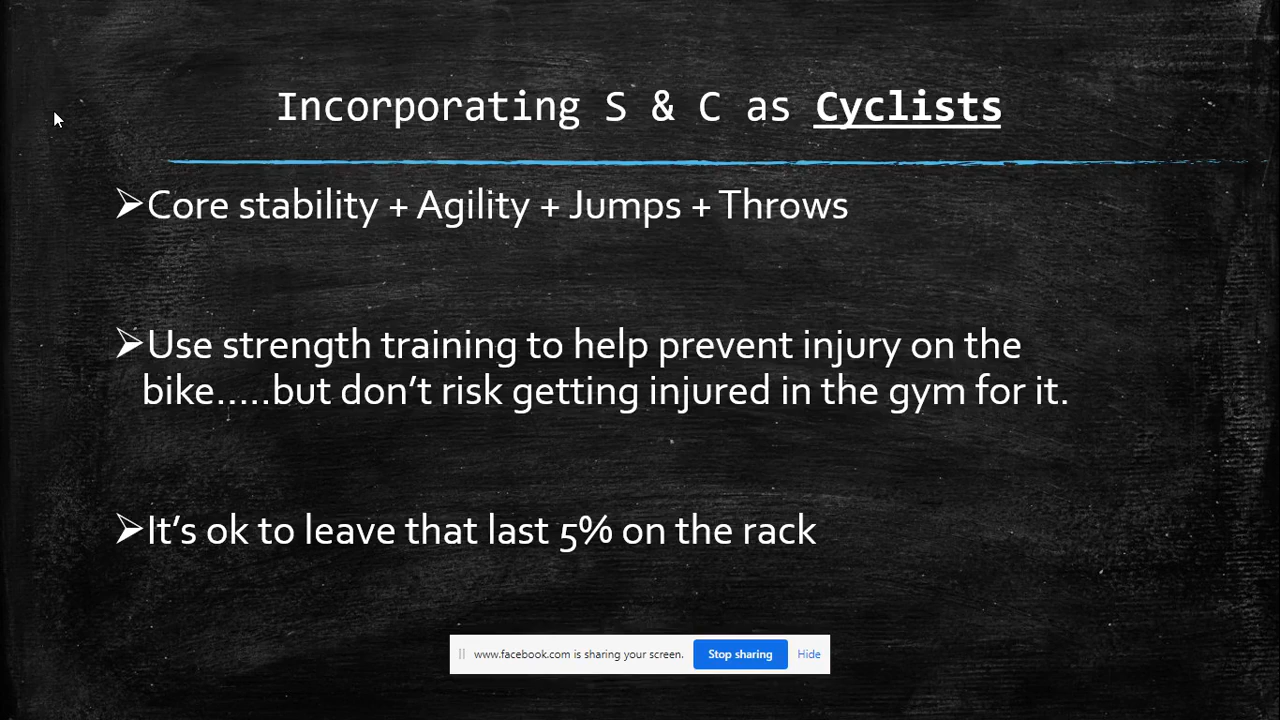 Incorporating S & C as Cyclists
➢Core stability + Agility + Jumps + Throws
➢Use strength training to help prevent injury on the
bike.....but don’t risk getting injured in the gym for it.
➢It’s ok to leave that last 5% on the rack
www.facebook.com is sharing your screen. Stop sharing Hide